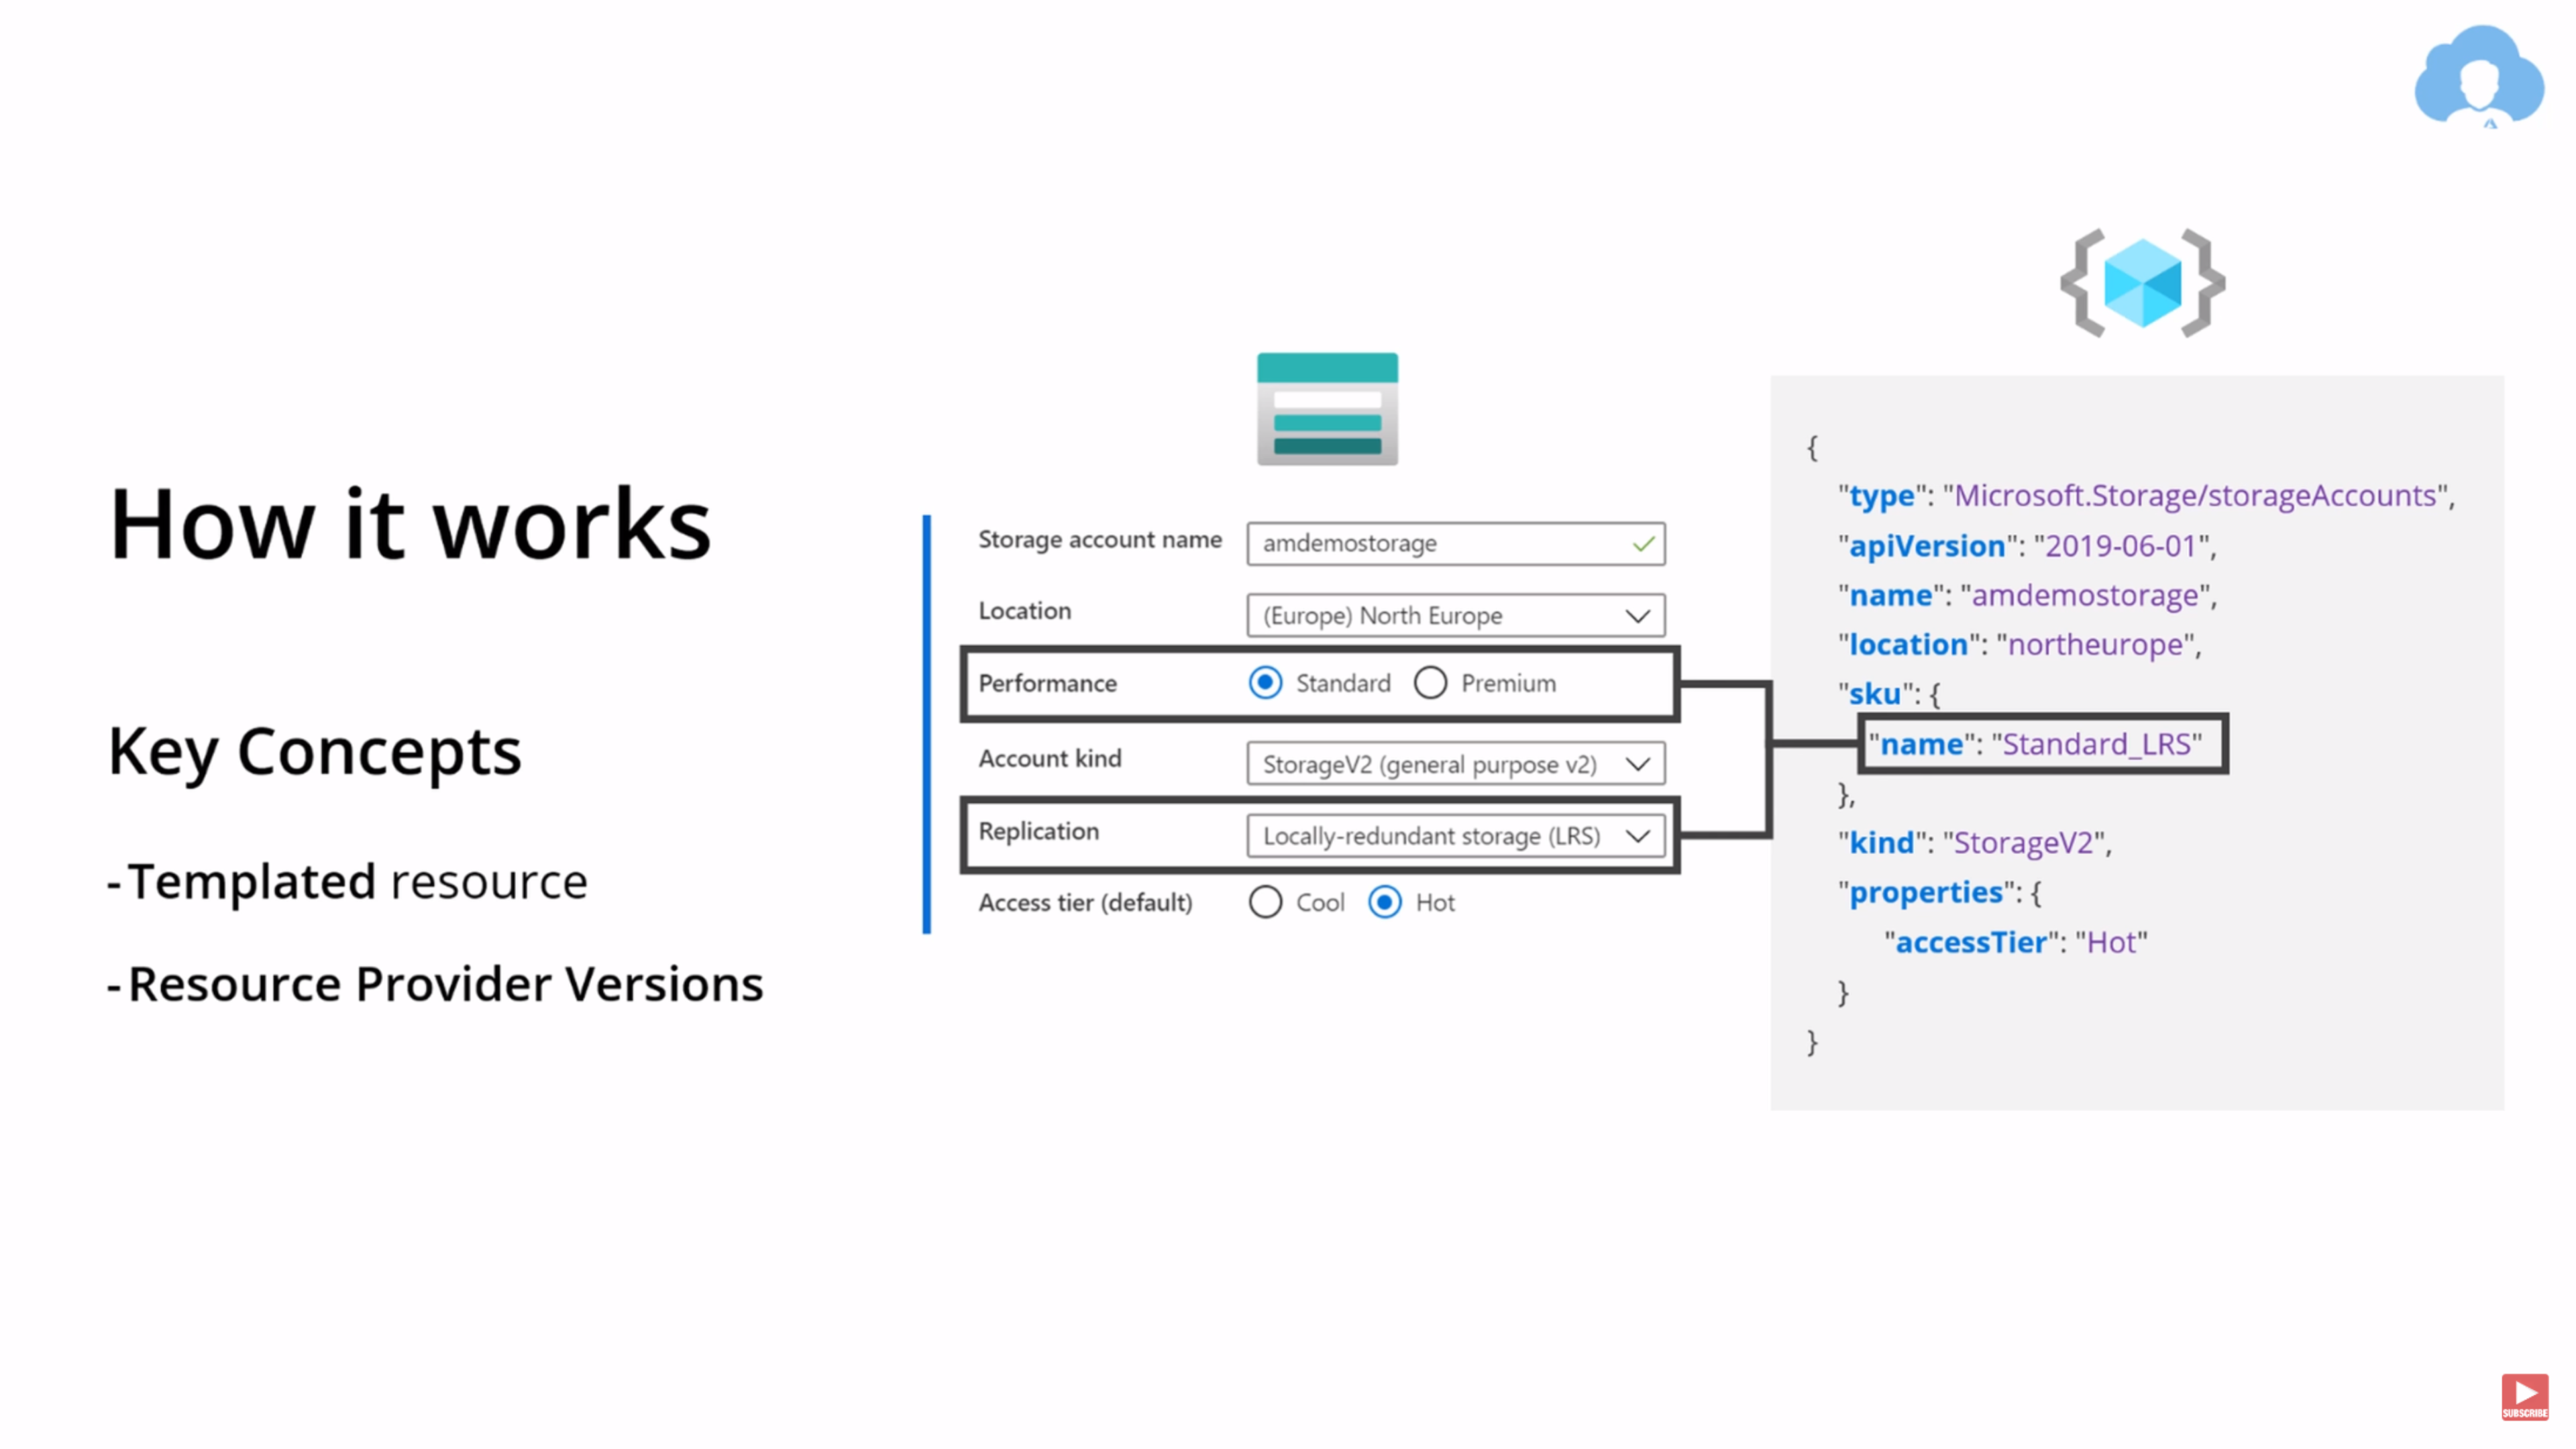 How it works
Key Concepts
- Templated resource
- Resource Provider Versions
Storage account name amdemostorage
Location (Europe) North Europe
Performance Standard Premium
Account kind StorageV2 (general purpose v2)
Replication Locally-redundant storage (LRS)
Access tier (default) Cool Hot
{
"type": "Microsoft.Storage/storageAccounts",
"apiVersion": "2019-06-01",
"name": "amdemostorage",
"location": "northeurope",
"sku": {
"name": "Standard_LRS"
},
"kind": "StorageV2",
"properties": {
"accessTier": "Hot"
}
}
SUBSCRIBE